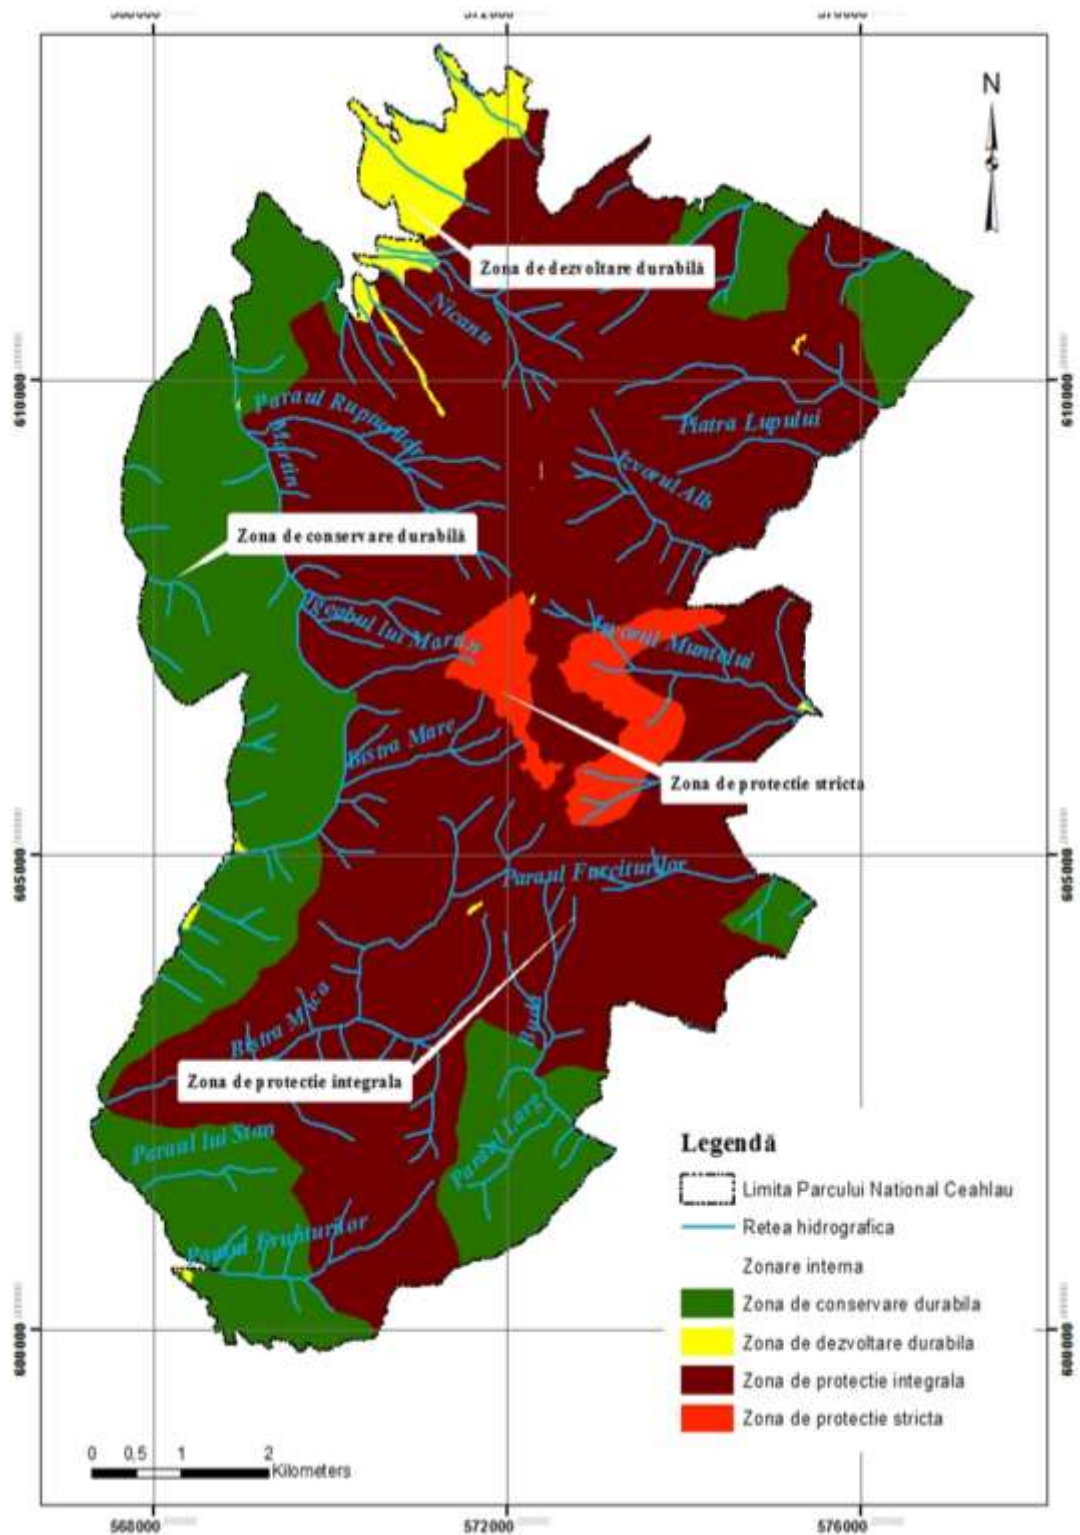 572000
N
Zona de dezvoltare durabilă
Nicanu
610000
610000
Paraul
Martin
Piatra Lupului
Izvorul Alb
Zona de conservare durabilă
lui Martin
Izvorul Muntelui
Bistra Mare
Zona de protectie stricta
605000
605000
Paraul Furciturilor
Bistra Mica
Zona de protectie integrala
Paraul Larg
Paraul lui Stan
Paraul
Legendă
Limita Parcului National Ceahlau
Retea hidrografica
Zonare interna
Zona de conservare durabila
Zona de dezvoltare durabila
Zona de protectie integrala
Zona de protectie stricta
600000
600000
0 0,5 1 2
Kilometers
568000 572000 576000